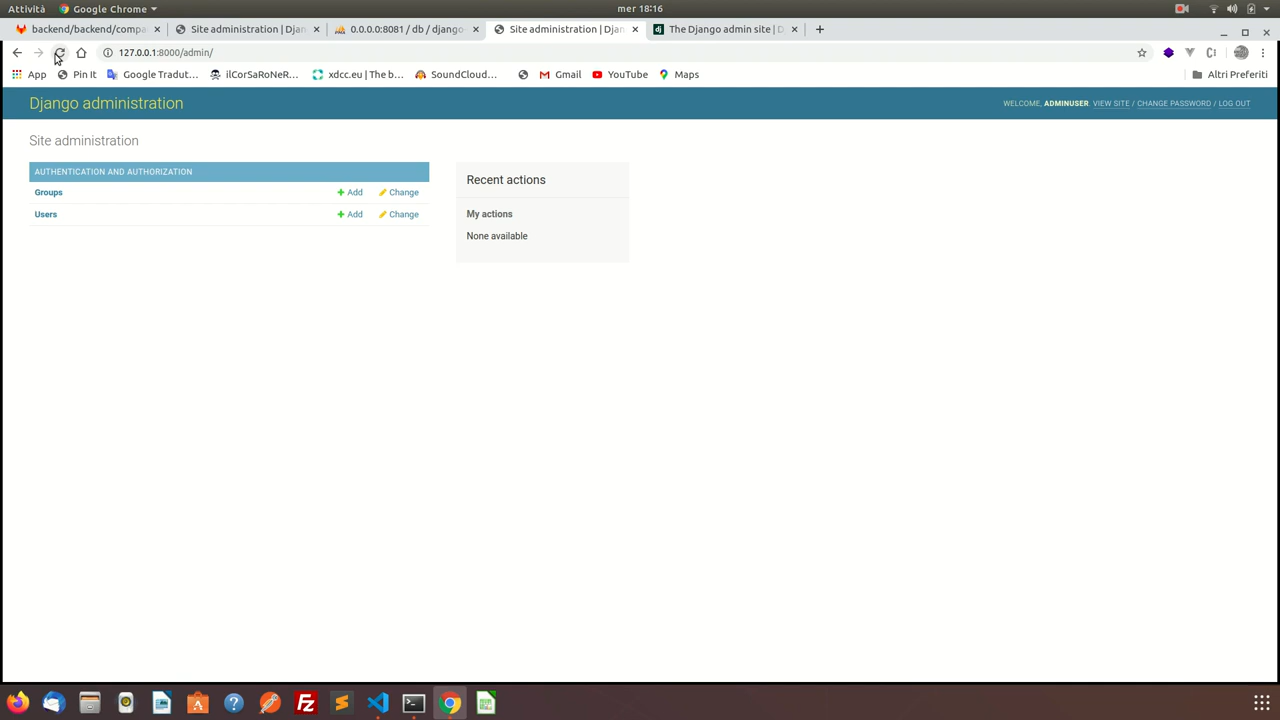 Attività Google Chrome mer 18:16
backend/backend/compa Site administration | Djan 0.0.0.0:8081 / db / django Site administration | Djan The Django admin site | D
127.0.0.1:8000/admin/
App Pin It Google Tradut... ilCorSaRoNeR... xdcc.eu | The b... SoundCloud... Gmail YouTube Maps Altri Preferiti
Django administration WELCOME, ADMINUSER. VIEW SITE / CHANGE PASSWORD / LOG OUT
Site administration
AUTHENTICATION AND AUTHORIZATION
Groups Add Change
Users Add Change
Recent actions
My actions
None available